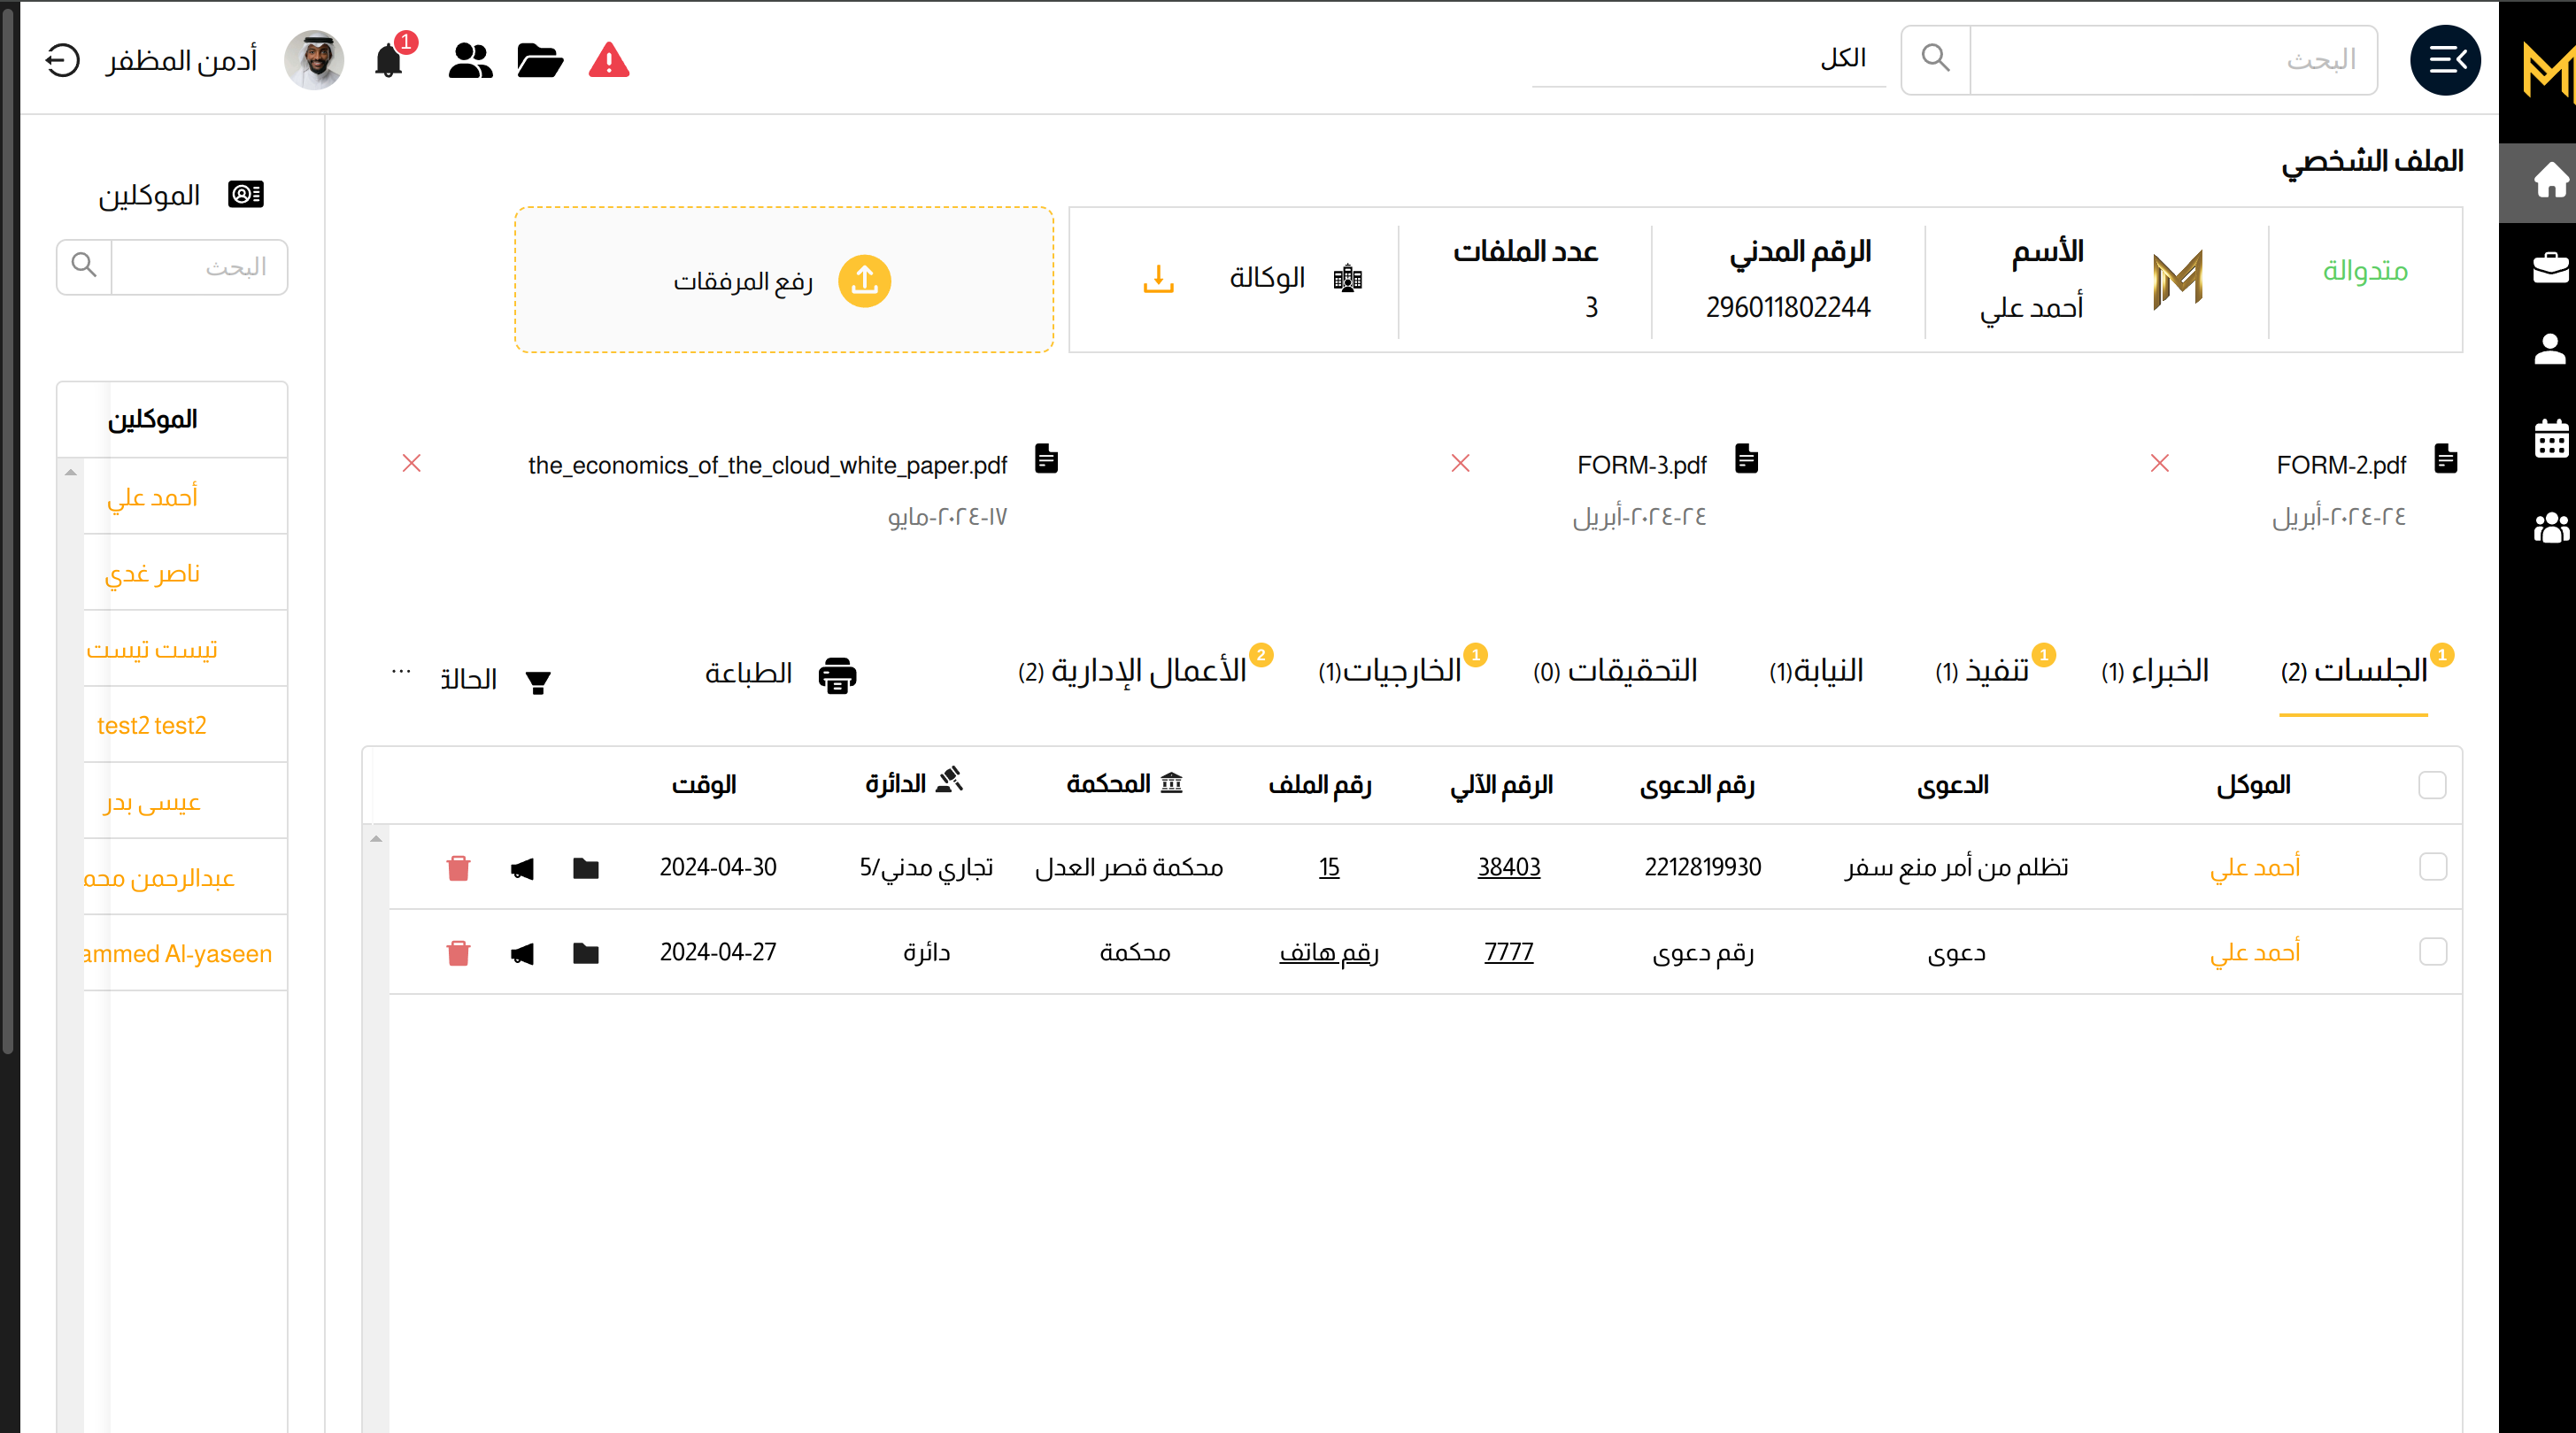 البحث
الكل
1
أدمن المظفر
الملف الشخصي
متدوالة
الأسم
أحمد علي
الرقم المدني
296011802244
عدد الملفات
3
الوكالة
رفع المرفقات
FORM-2.pdf
٢٤-٢٠٢٤-أبريل
FORM-3.pdf
٢٤-٢٠٢٤-أبريل
the_economics_of_the_cloud_white_paper.pdf
١٧-٢٠٢٤-مايو
الجلسات (2) 1
الخبراء (1)
تنفيذ (1) 1
النيابة(1)
التحقيقات (0)
الخارجيات(1) 1
الأعمال الإدارية (2) 2
الطباعة
الحالة
...
الموكل الدعوى رقم الدعوى الرقم الآلي رقم الملف المحكمة الدائرة الوقت
أحمد علي تظلم من أمر منع سفر 2212819930 38403 15 محكمة قصر العدل تجاري مدني/5 2024-04-30
أحمد علي دعوى رقم دعوى 7777 رقم هاتف محكمة دائرة 2024-04-27
الموكلين
البحث
الموكلين
أحمد علي
ناصر غدي
تيست تيست
test2 test2
عيسى بدر
عبدالرحمن محم
ammed Al-yaseen